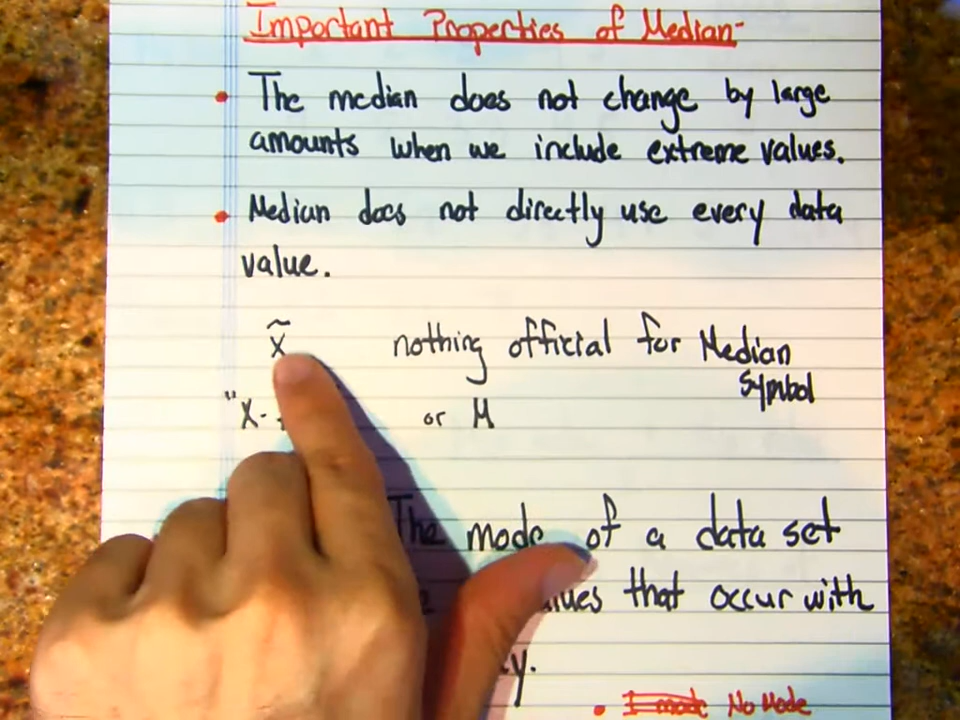 Important Properties of Median-
• The median does not change by large
amounts when we include extreme values.
• Median does not directly use every data
value.
x̃ nothing official for Median
symbol
"X- or M
The mode of a data set
that occur with
• No Mode